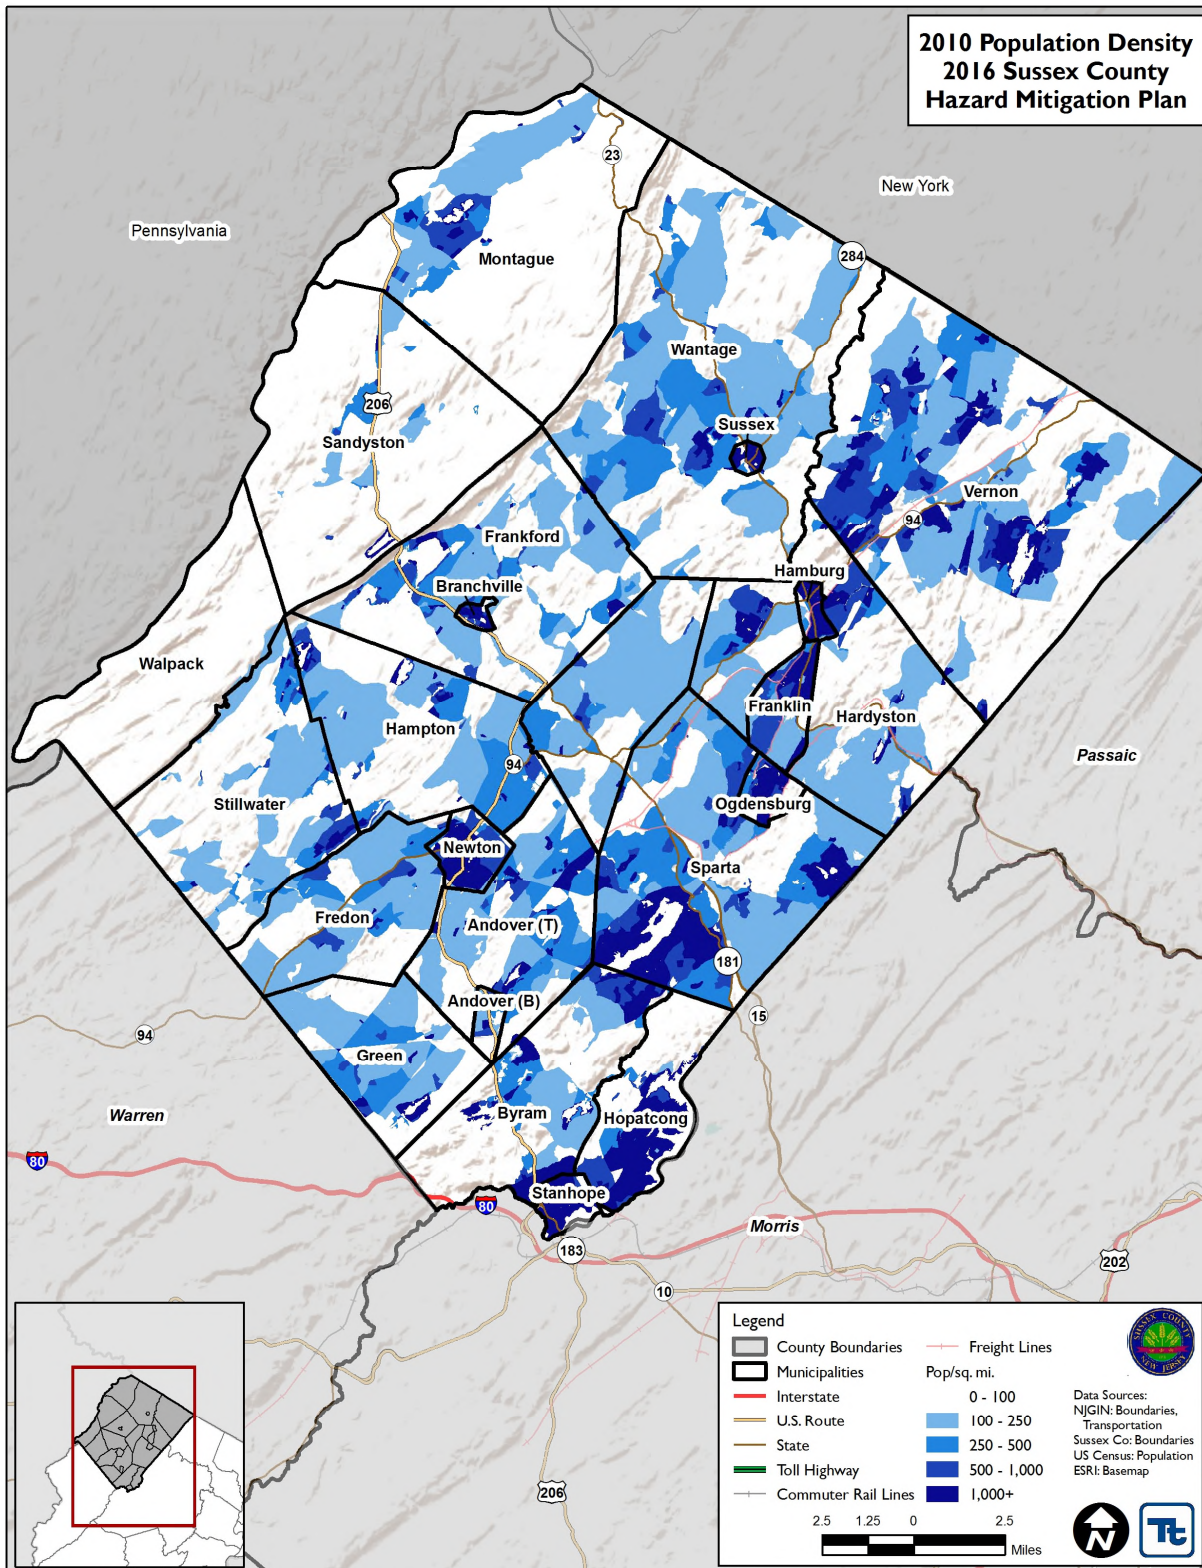 2010 Population Density
2016 Sussex County
Hazard Mitigation Plan
23
New York
Pennsylvania
284
Montague
Wantage
206
Sussex
Sandyston
Vernon
94
Frankford
Hamburg
Branchville
Walpack
Franklin
Hardyston
Hampton
Passaic
94
Stillwater
Ogdensburg
Newton
Sparta
Fredon
Andover (T)
181
Andover (B)
15
94
Green
Warren
Byram
Hopatcong
80
Stanhope
80
Morris
183
202
10
206
Legend
County Boundaries
Municipalities
Interstate
U.S. Route
State
Toll Highway
Commuter Rail Lines
Freight Lines
Pop/sq. mi.
0 - 100
100 - 250
250 - 500
500 - 1,000
1,000+
Data Sources:
NJGIN: Boundaries,
Transportation
Sussex Co: Boundaries
US Census: Population
ESRI: Basemap
SUSSEX COUNTY
NEW JERSEY
2.5 1.25 0 2.5
Miles
N
Tt